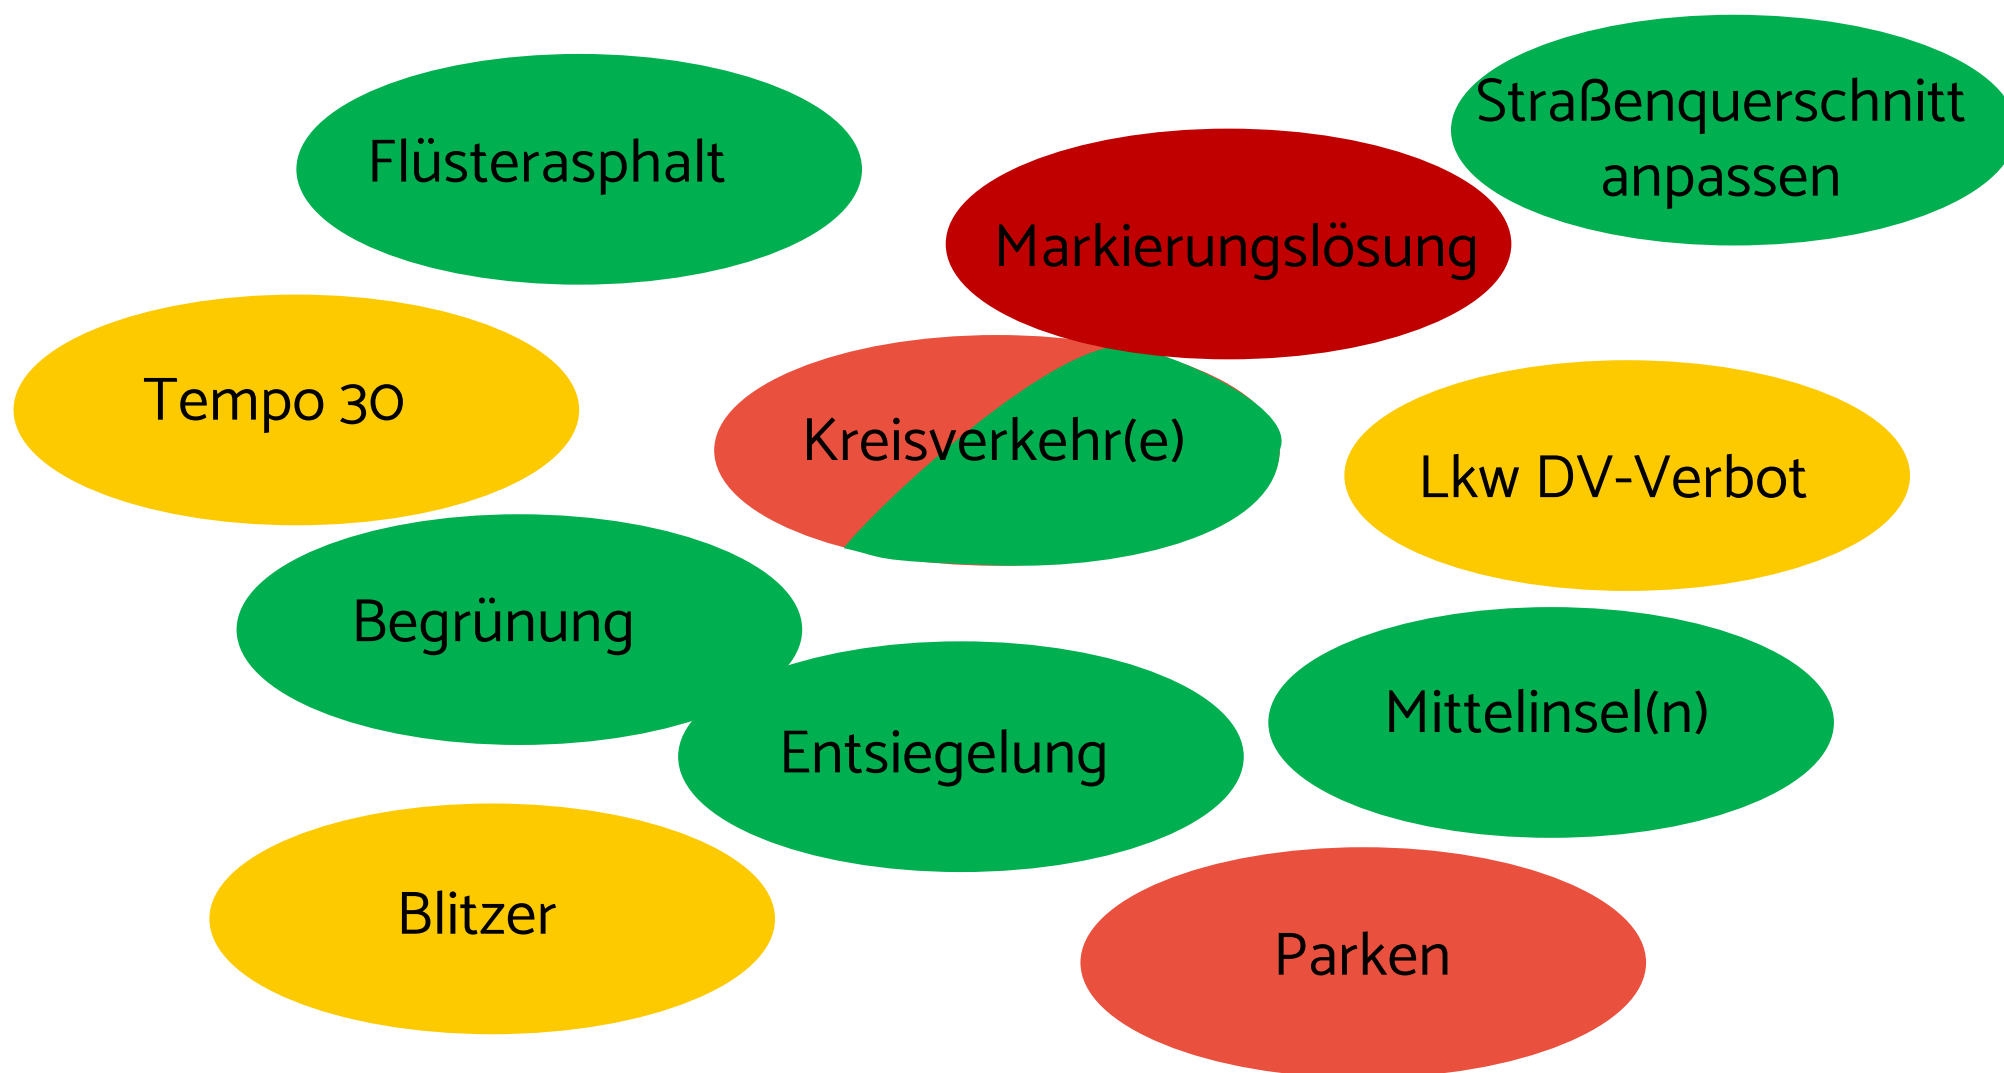 Straßenquerschnitt
anpassen
Flüsterasphalt
Markierungslösung
Tempo 30
Kreisverkehr(e)
Lkw DV-Verbot
Begrünung
Mittelinsel(n)
Entsiegelung
Blitzer
Parken